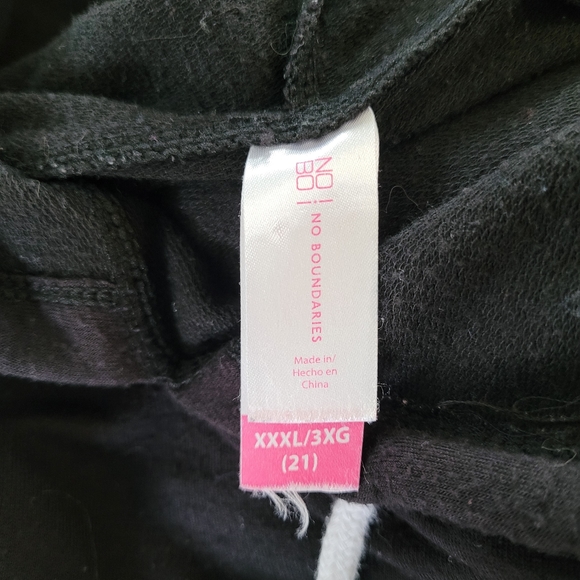 NO
BO
NO BOUNDARIES
Made in/
Hecho en
China
XXXL/3XG
(21)